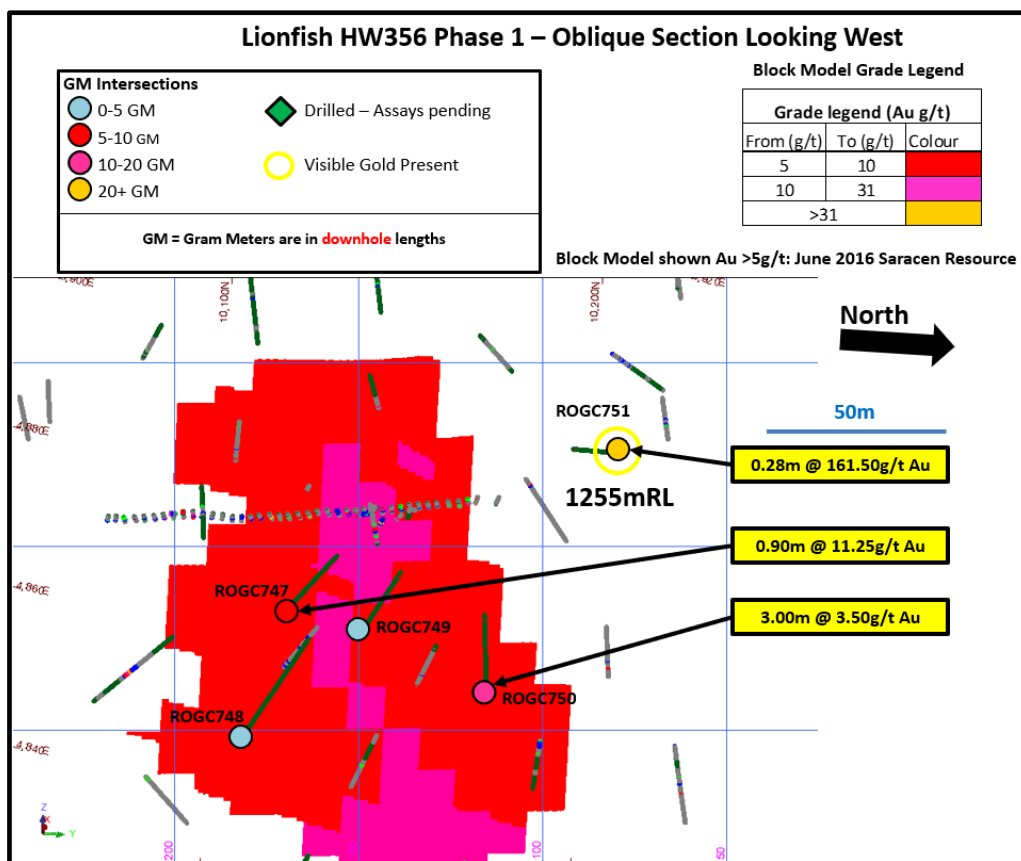 Lionfish HW356 Phase 1 – Oblique Section Looking West
GM Intersections
0-5 GM
5-10 GM
10-20 GM
20+ GM
Drilled – Assays pending
Visible Gold Present
GM = Gram Meters are in downhole lengths
Block Model Grade Legend
Grade legend (Au g/t)
From (g/t) To (g/t) Colour
5 10
10 31
>31
Block Model shown Au >5g/t: June 2016 Saracen Resource
10,100N
10,200N
North
50m
ROGC751
4,880E
0.28m @ 161.50g/t Au
1255mRL
0.90m @ 11.25g/t Au
4,860E
ROGC747
ROGC749
3.00m @ 3.50g/t Au
ROGC750
ROGC748
4,840E
Z
X
Y
1200
1100